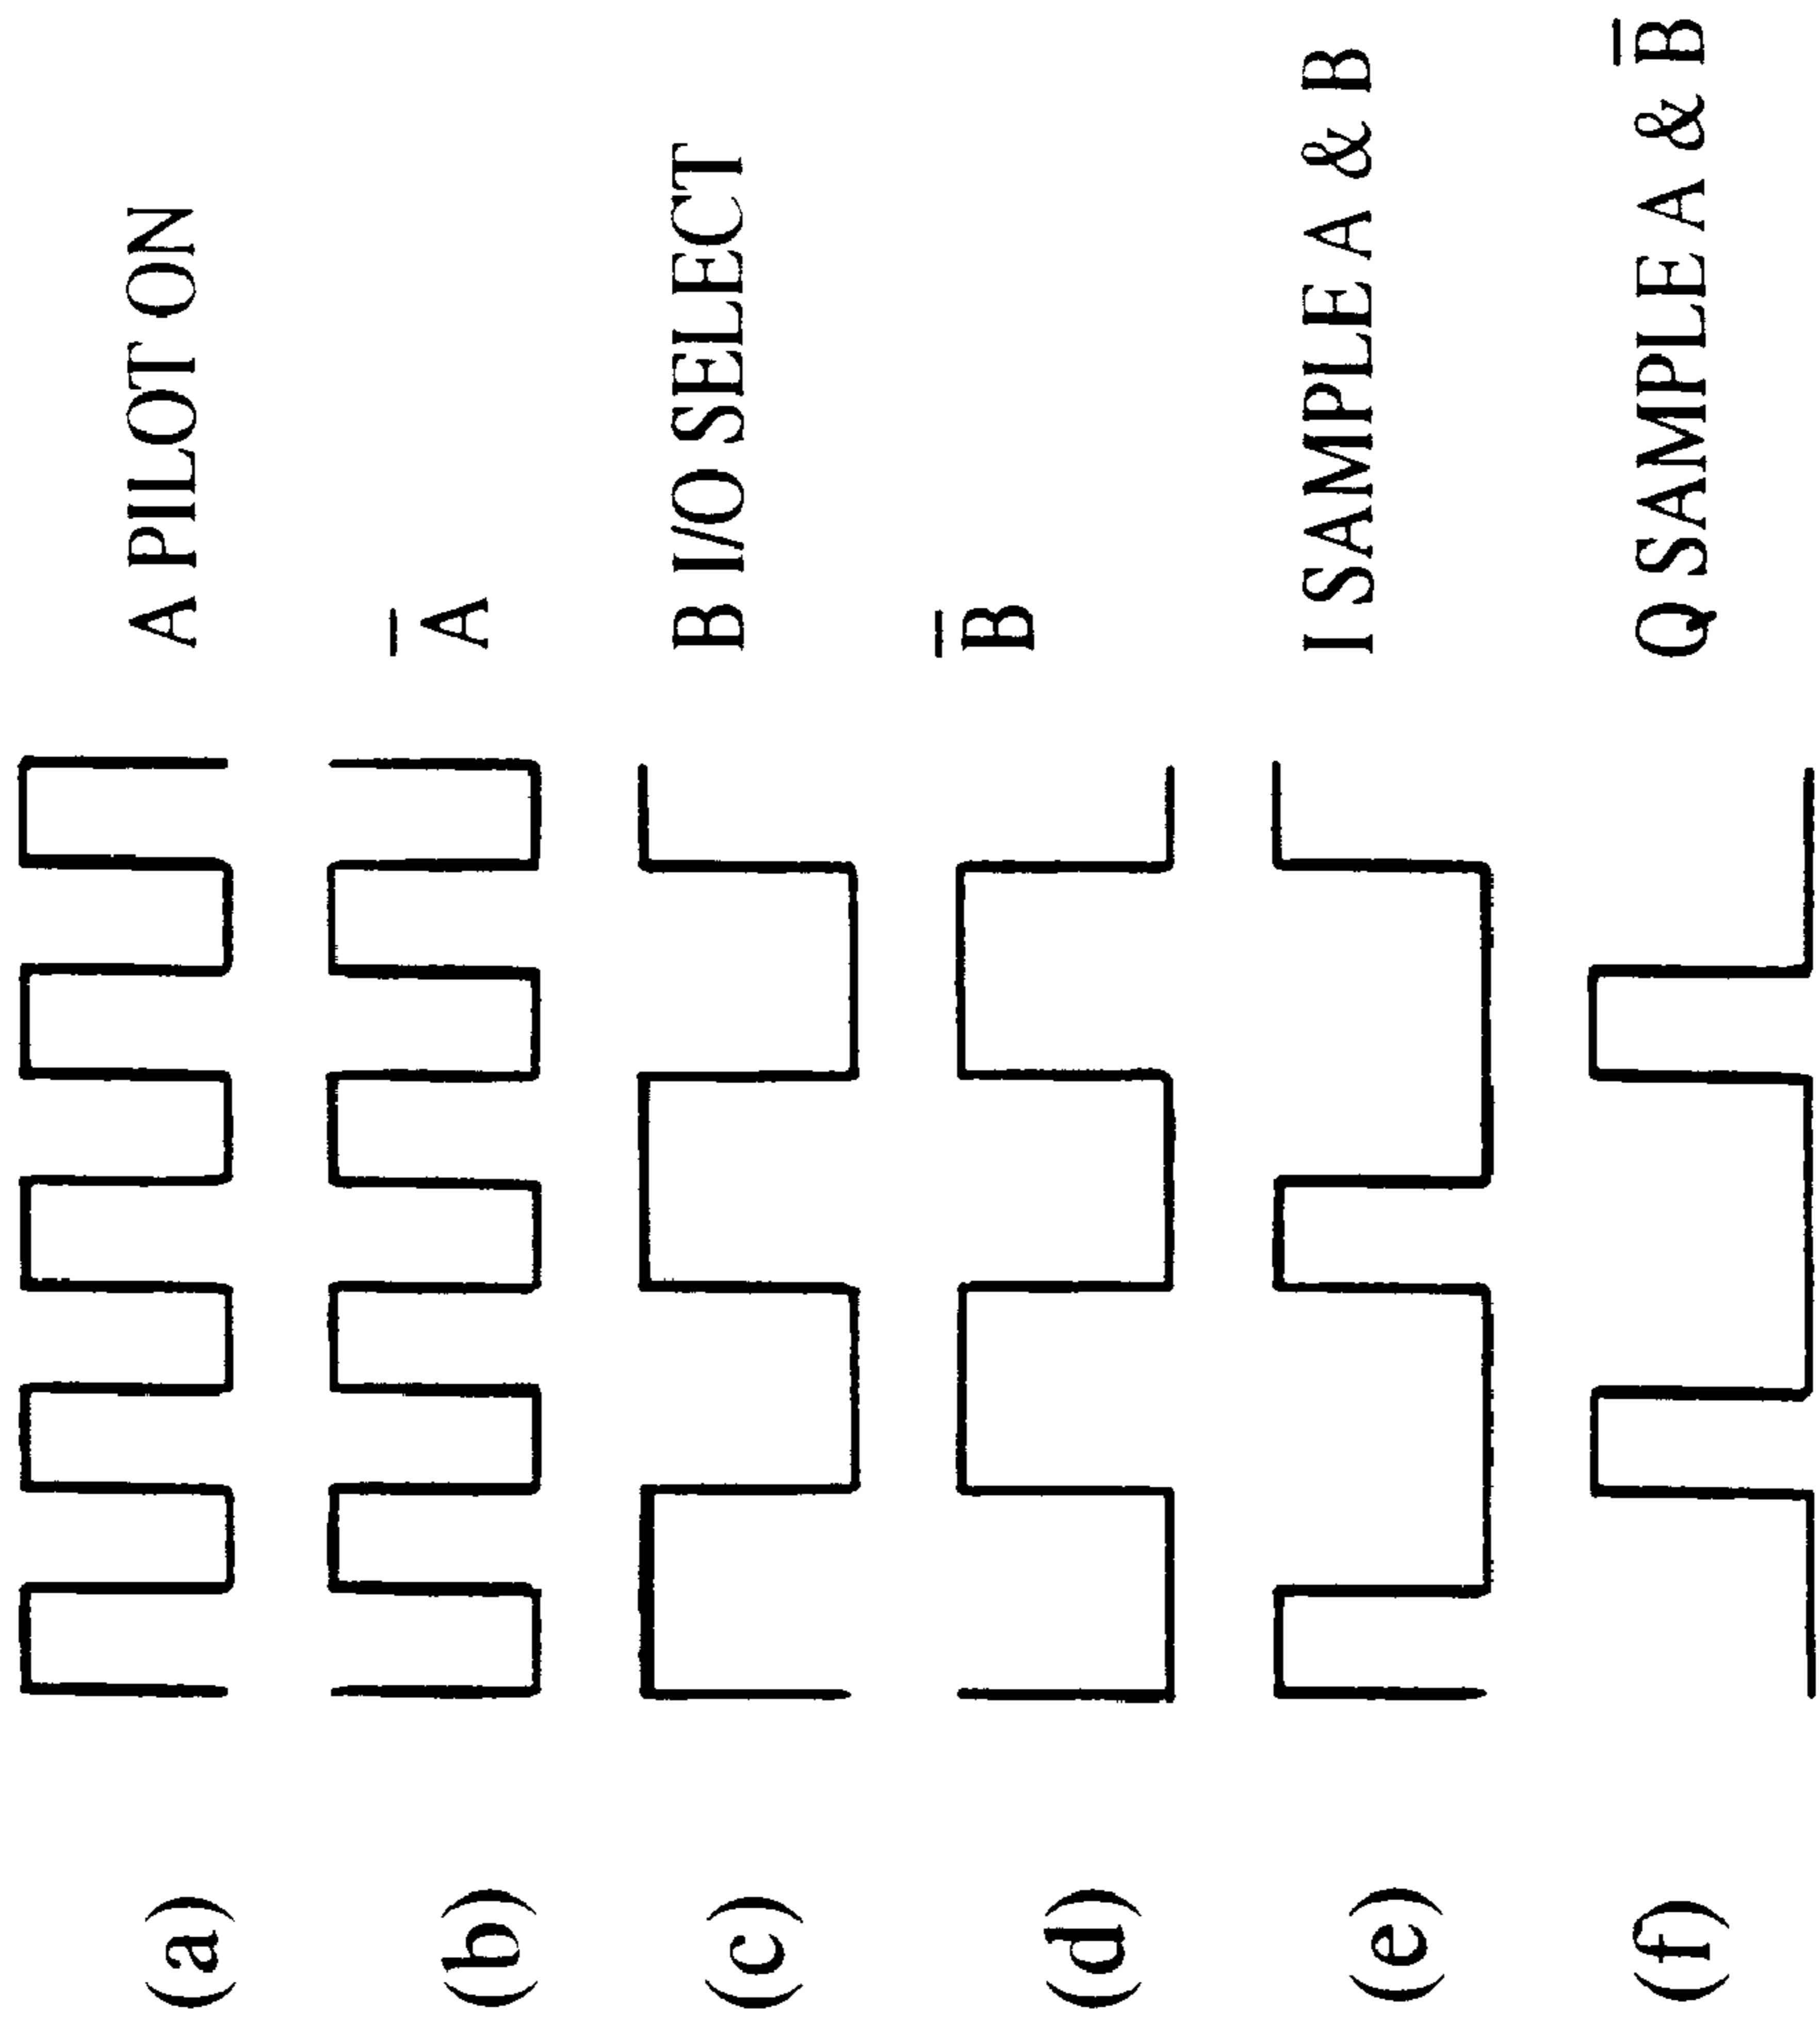 (a) A PILOT ON
(b) A̅
(c) B I/O SELECT
(d) B̅
(e) I SAMPLE A & B
(f) Q SAMPLE A & B̅